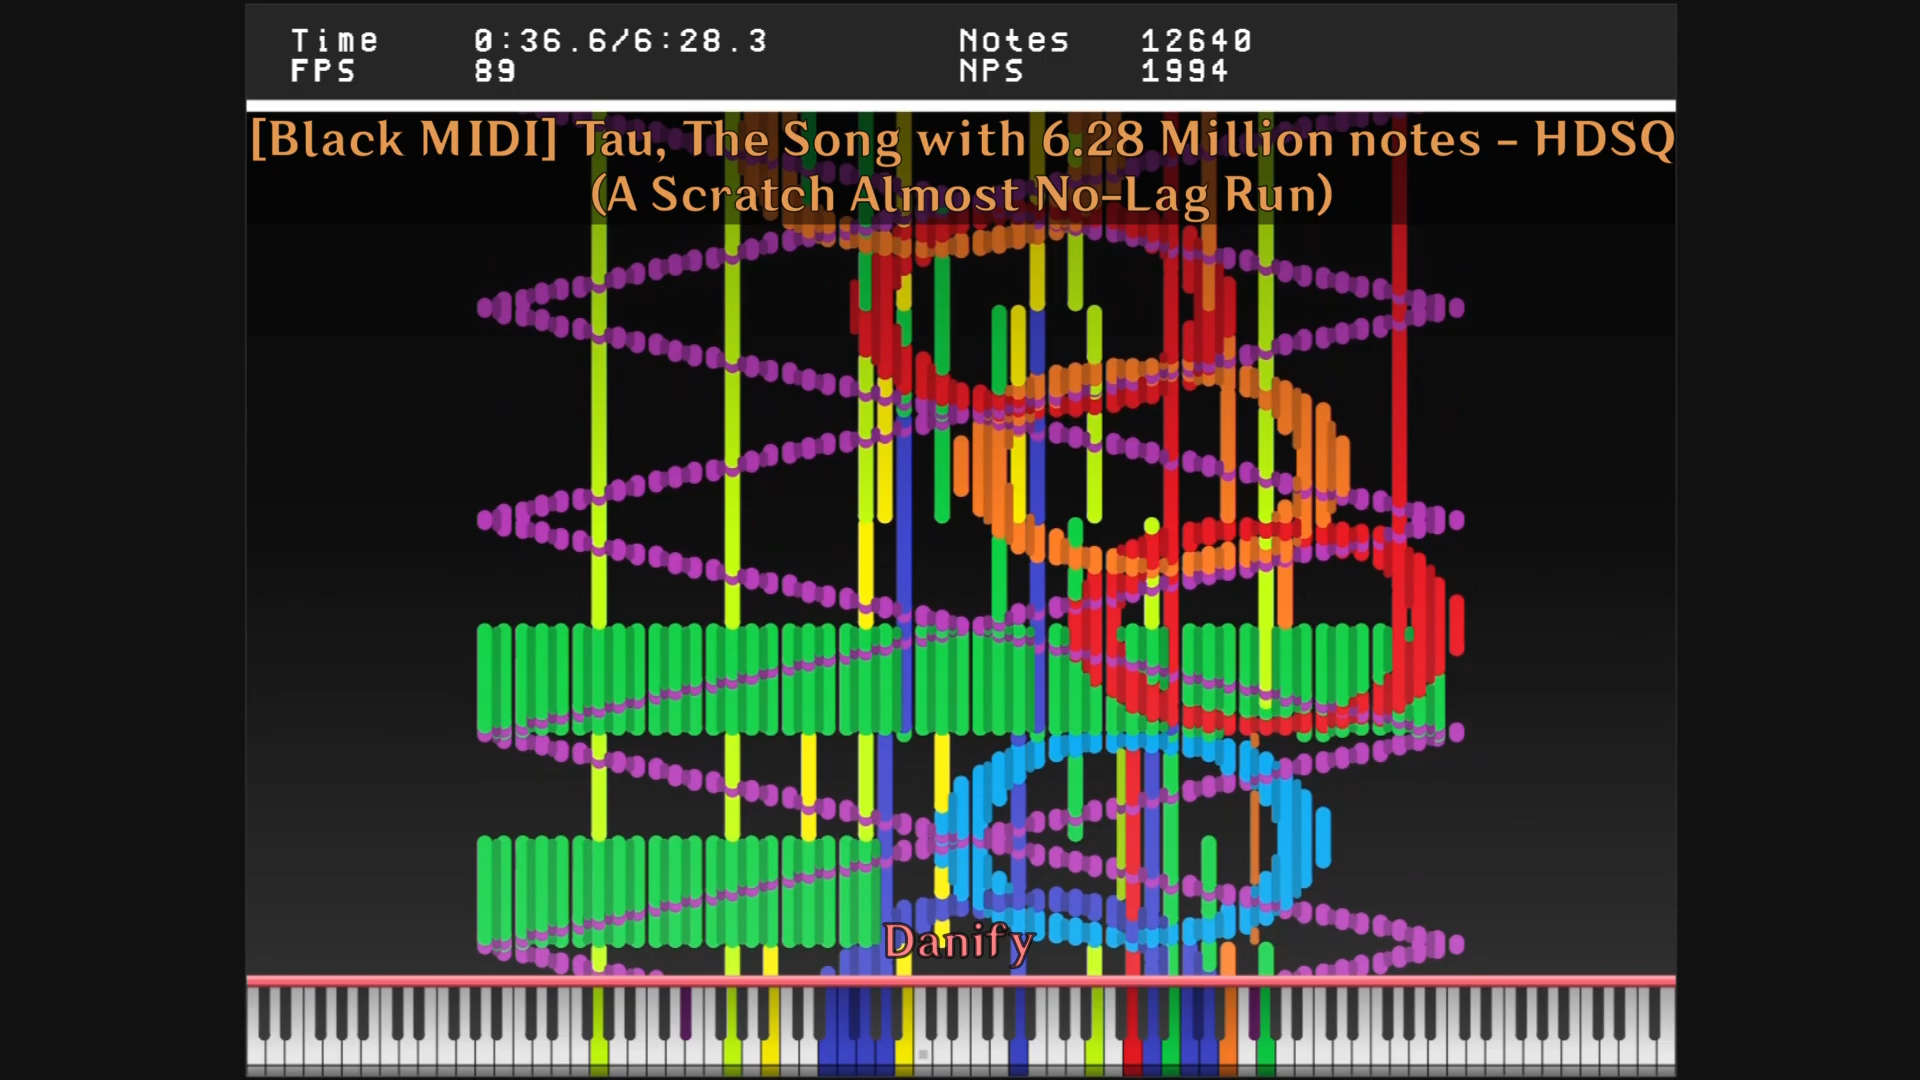 Time 0:36.6/6:28.3 Notes 12640
FPS 89 NPS 1994
[Black MIDI] Tau, The Song with 6.28 Million notes - HDSQ
(A Scratch Almost No-Lag Run)
Danify